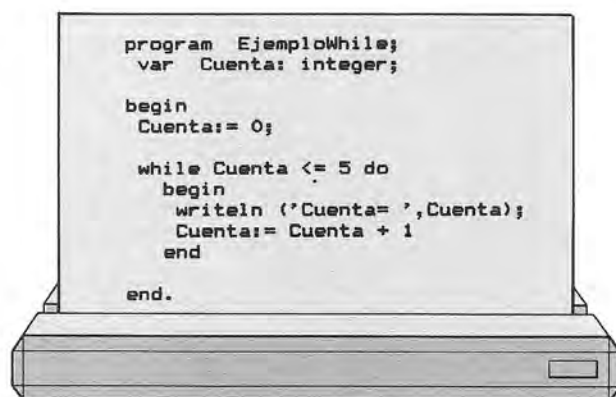 program EjemploWhile;
var Cuenta: integer;
begin
Cuenta:= 0;
while Cuenta <= 5 do
begin
writeln ('Cuenta= ',Cuenta);
Cuenta:= Cuenta + 1
end
end.